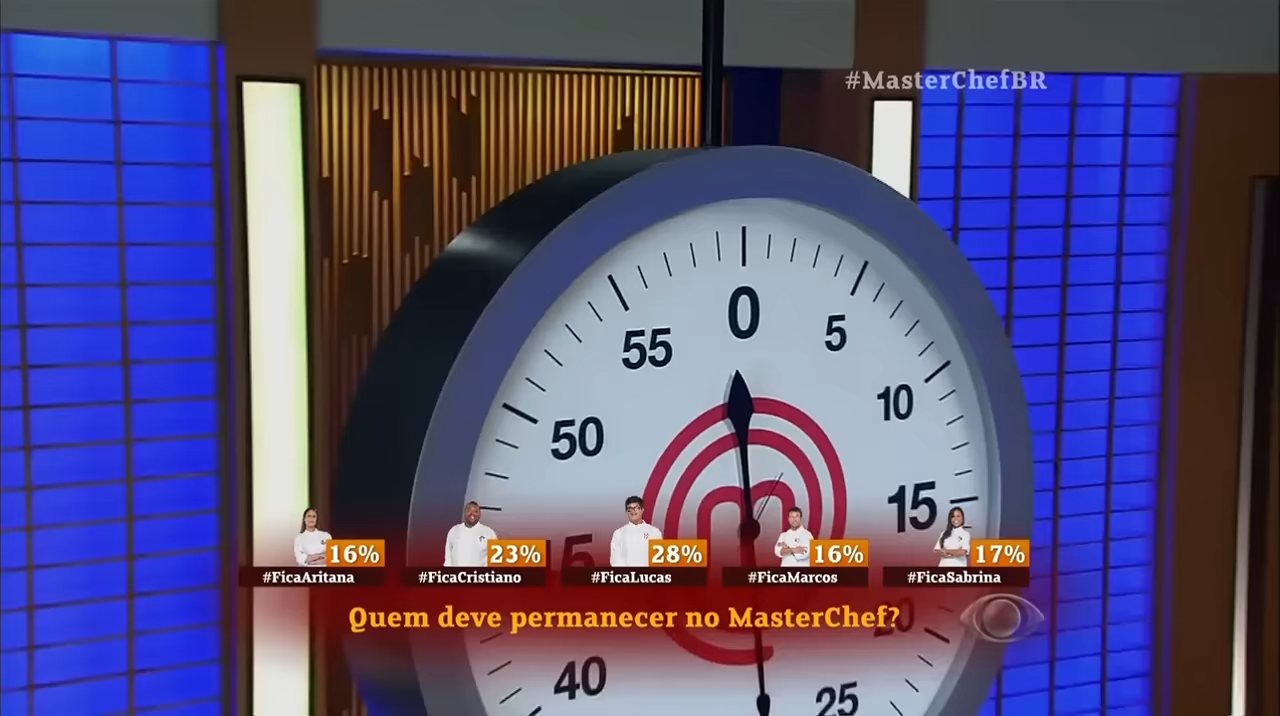 #MasterChefBR
0
55
5
10
50
15
16%
23%
28%
16%
17%
#FicaAritana
#FicaCristiano
#FicaLucas
#FicaMarcos
#FicaSabrina
Quem deve permanecer no MasterChef?
20
40
25